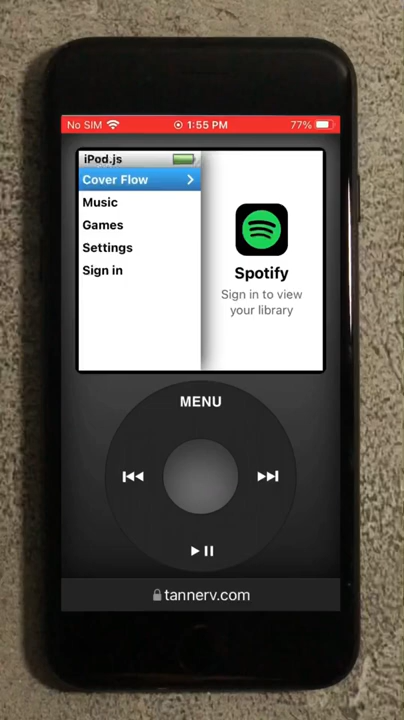 No SIM 1:55 PM 77%
iPod.js
Cover Flow
Music
Games
Settings
Sign in
Spotify
Sign in to view
your library
MENU
tannerv.com